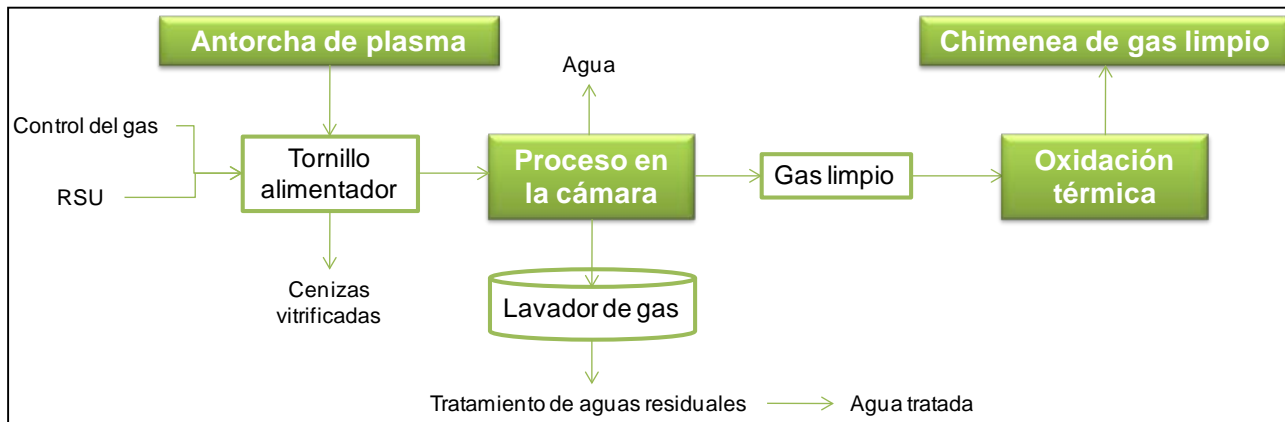 Antorcha de plasma
Chimenea de gas limpio
Agua
Control del gas
RSU
Tornillo
alimentador
Proceso en
la cámara
Gas limpio
Oxidación
térmica
Cenizas
vitrificadas
Lavador de gas
Tratamiento de aguas residuales
Agua tratada